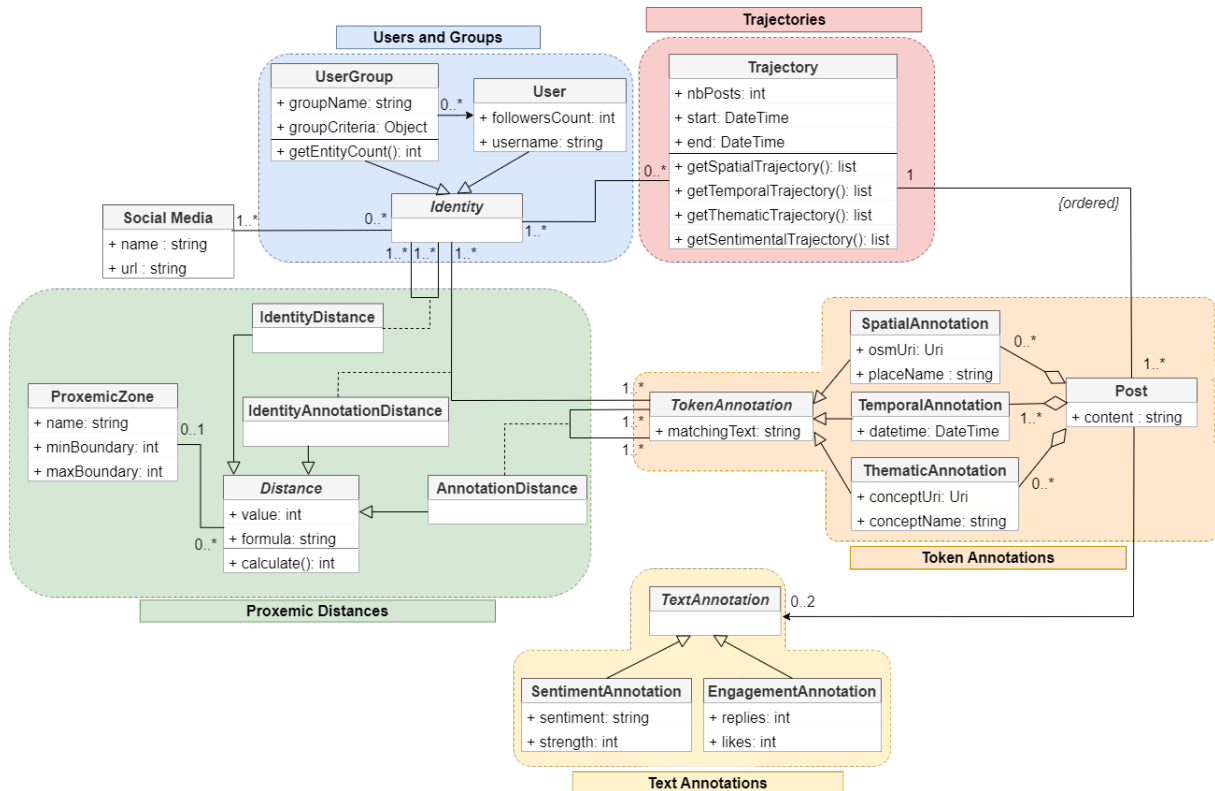 Trajectories
Users and Groups
UserGroup
+ groupName: string
+ groupCriteria: Object
+ getEntityCount(): int
0..*
User
+ followersCount: int
+ username: string
Trajectory
+ nbPosts: int
+ start: DateTime
+ end: DateTime
+ getSpatialTrajectory(): list
+ getTemporalTrajectory(): list
+ getThematicTrajectory(): list
+ getSentimentalTrajectory(): list
0..*
1
{ordered}
1..*
Identity
0..*
1..*
1..*
1..*
1..*
Social Media
+ name : string
+ url : string
1..*
IdentityDistance
IdentityAnnotationDistance
AnnotationDistance
ProxemicZone
+ name: string
+ minBoundary: int
+ maxBoundary: int
0..1
0..*
Distance
+ value: int
+ formula: string
+ calculate(): int
Proxemic Distances
1..*
1..*
1..*
TokenAnnotation
+ matchingText: string
SpatialAnnotation
+ osmUri: Uri
+ placeName : string
0..*
TemporalAnnotation
+ datetime: DateTime
1..*
ThematicAnnotation
+ conceptUri: Uri
+ conceptName: string
0..*
Post
+ content : string
Token Annotations
TextAnnotation
0..2
SentimentAnnotation
+ sentiment: string
+ strength: int
EngagementAnnotation
+ replies: int
+ likes: int
Text Annotations